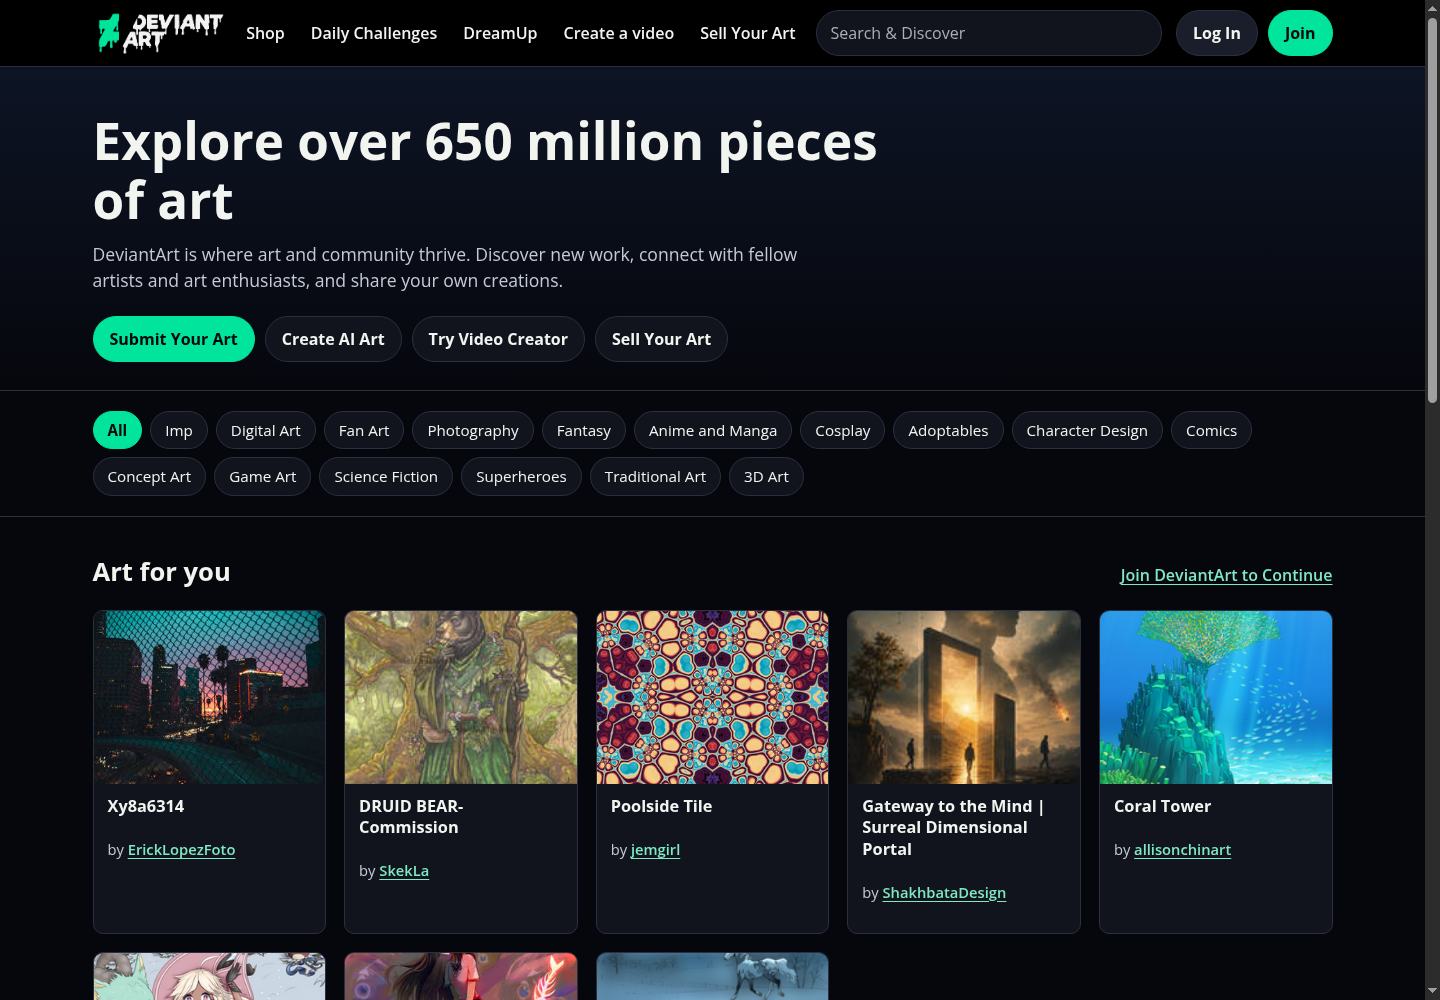 DEVIANT ART
Shop
Daily Challenges
DreamUp
Create a video
Sell Your Art
Search & Discover
Log In
Join
Explore over 650 million pieces
of art
DeviantArt is where art and community thrive. Discover new work, connect with fellow
artists and art enthusiasts, and share your own creations.
Submit Your Art
Create AI Art
Try Video Creator
Sell Your Art
All
Imp
Digital Art
Fan Art
Photography
Fantasy
Anime and Manga
Cosplay
Adoptables
Character Design
Comics
Concept Art
Game Art
Science Fiction
Superheroes
Traditional Art
3D Art
Art for you
Join DeviantArt to Continue
Xy8a6314
by ErickLopezFoto
DRUID BEAR-
Commission
by SkekLa
Poolside Tile
by jemgirl
Gateway to the Mind |
Surreal Dimensional
Portal
by ShakhbataDesign
Coral Tower
by allisonchinart